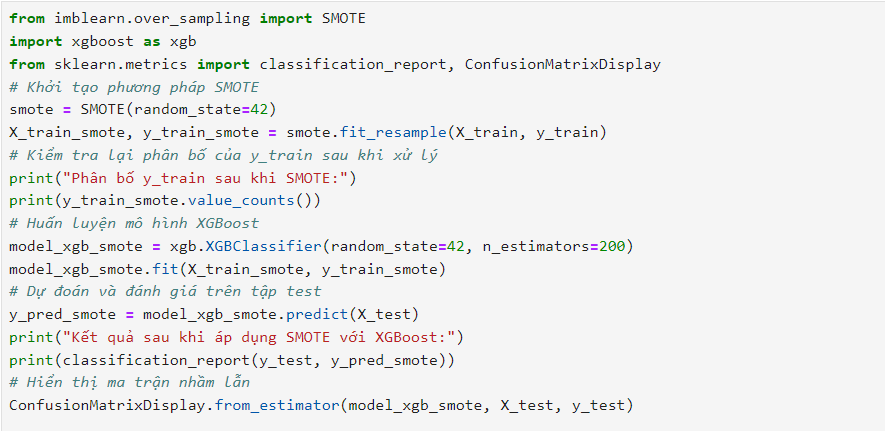 from imblearn.over_sampling import SMOTE
import xgboost as xgb
from sklearn.metrics import classification_report, ConfusionMatrixDisplay
# Khởi tạo phương pháp SMOTE
smote = SMOTE(random_state=42)
X_train_smote, y_train_smote = smote.fit_resample(X_train, y_train)
# Kiểm tra lại phân bố của y_train sau khi xử lý
print("Phân bố y_train sau khi SMOTE:")
print(y_train_smote.value_counts())
# Huấn luyện mô hình XGBoost
model_xgb_smote = xgb.XGBClassifier(random_state=42, n_estimators=200)
model_xgb_smote.fit(X_train_smote, y_train_smote)
# Dự đoán và đánh giá trên tập test
y_pred_smote = model_xgb_smote.predict(X_test)
print("Kết quả sau khi áp dụng SMOTE với XGBoost:")
print(classification_report(y_test, y_pred_smote))
# Hiển thị ma trận nhầm lẫn
ConfusionMatrixDisplay.from_estimator(model_xgb_smote, X_test, y_test)